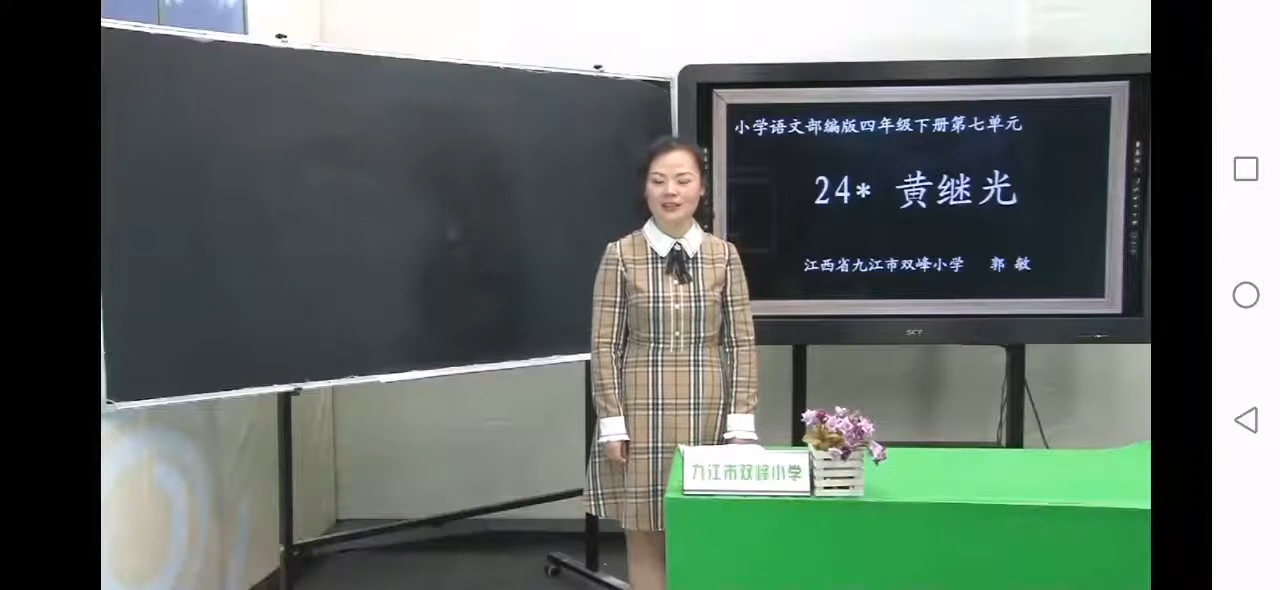 小学语文部编版四年级下册第七单元
24* 黄继光
江西省九江市双峰小学 郭敏
SCT
九江市双峰小学